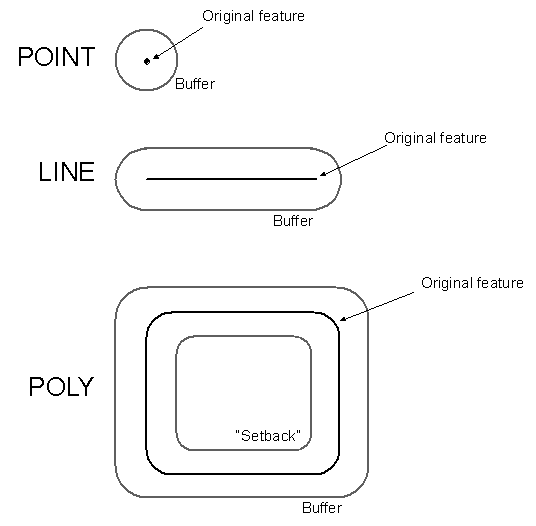 Original feature
POINT
Buffer
Original feature
LINE
Buffer
Original feature
POLY
"Setback"
Buffer